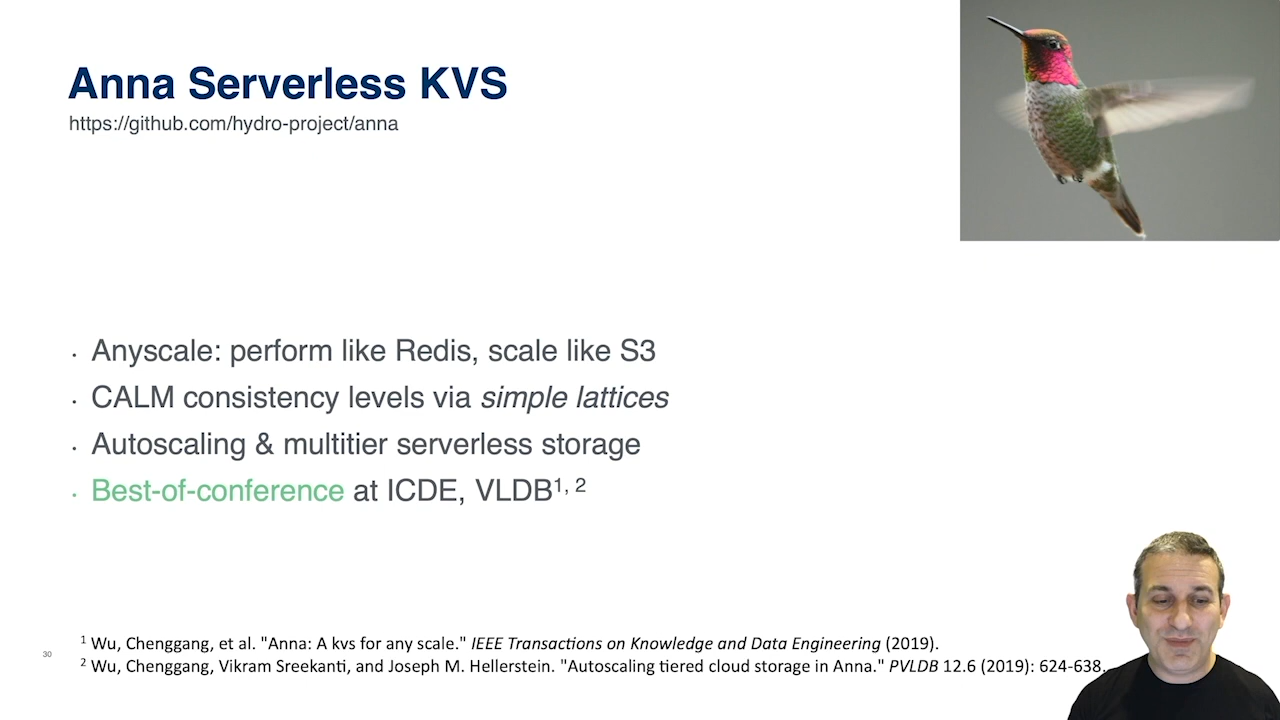 Anna Serverless KVS
https://github.com/hydro-project/anna
· Anyscale: perform like Redis, scale like S3
· CALM consistency levels via simple lattices
· Autoscaling & multitier serverless storage
· Best-of-conference at ICDE, VLDB1, 2
1 Wu, Chenggang, et al. "Anna: A kvs for any scale." IEEE Transactions on Knowledge and Data Engineering (2019).
30
2 Wu, Chenggang, Vikram Sreekanti, and Joseph M. Hellerstein. "Autoscaling tiered cloud storage in Anna." PVLDB 12.6 (2019): 624-638.